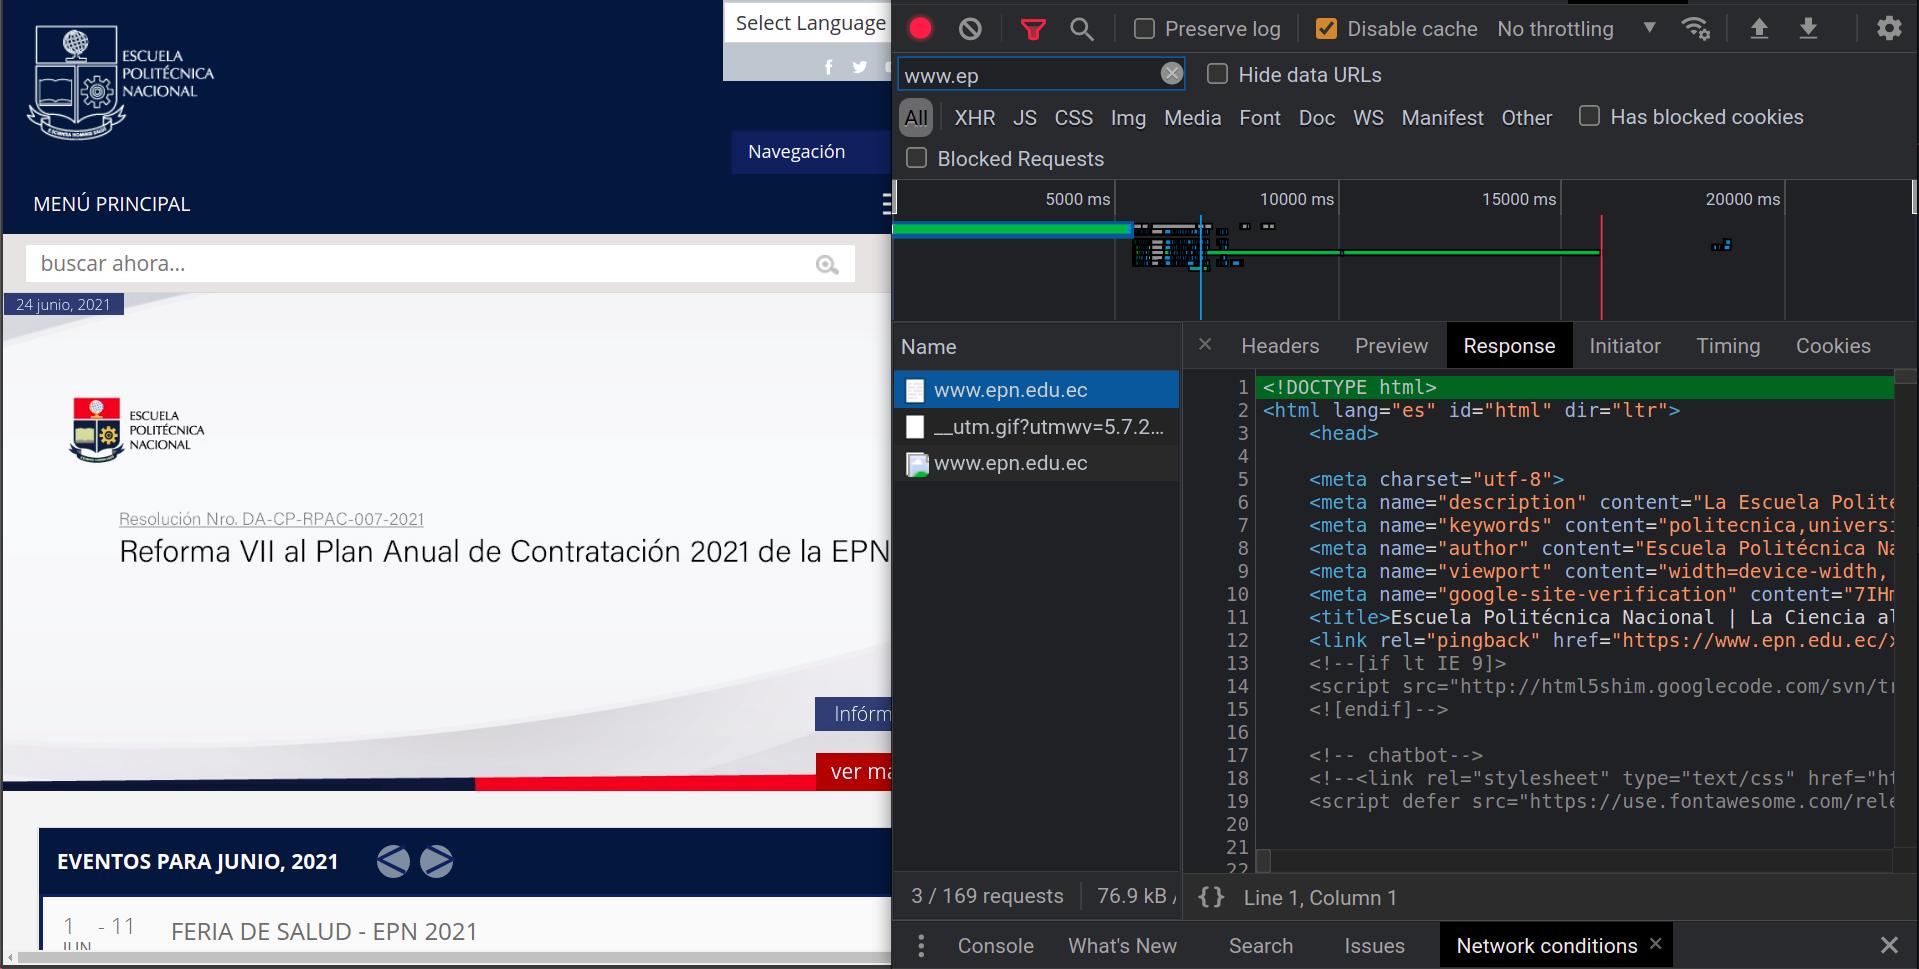 ESCUELA
POLITÉCNICA
NACIONAL
Select Language
Navegación
MENÚ PRINCIPAL
buscar ahora...
24 junio, 2021
ESCUELA
POLITÉCNICA
NACIONAL
Resolución Nro. DA-CP-RPAC-007-2021
Reforma VII al Plan Anual de Contratación 2021 de la EPN
Infórm
ver ma
EVENTOS PARA JUNIO, 2021
1 - 11
JUN
FERIA DE SALUD - EPN 2021
Preserve log
Disable cache
No throttling
www.ep
Hide data URLs
All XHR JS CSS Img Media Font Doc WS Manifest Other
Has blocked cookies
Blocked Requests
5000 ms 10000 ms 15000 ms 20000 ms
Name
www.epn.edu.ec
__utm.gif?utmwv=5.7.2...
www.epn.edu.ec
3 / 169 requests 76.9 kB /
× Headers Preview Response Initiator Timing Cookies
1 <!DOCTYPE html>
2 <html lang="es" id="html" dir="ltr">
3 <head>
4
5 <meta charset="utf-8">
6 <meta name="description" content="La Escuela Polite
7 <meta name="keywords" content="politecnica,universi
8 <meta name="author" content="Escuela Politécnica Na
9 <meta name="viewport" content="width=device-width,
10 <meta name="google-site-verification" content="7IHm
11 <title>Escuela Politécnica Nacional | La Ciencia al
12 <link rel="pingback" href="https://www.epn.edu.ec/x
13 <!--[if lt IE 9]>
14 <script src="http://html5shim.googlecode.com/svn/tr
15 <![endif]-->
16
17 <!-- chatbot-->
18 <!--<link rel="stylesheet" type="text/css" href="ht
19 <script defer src="https://use.fontawesome.com/rele
20
21
22
{} Line 1, Column 1
Console What's New Search Issues Network conditions ×